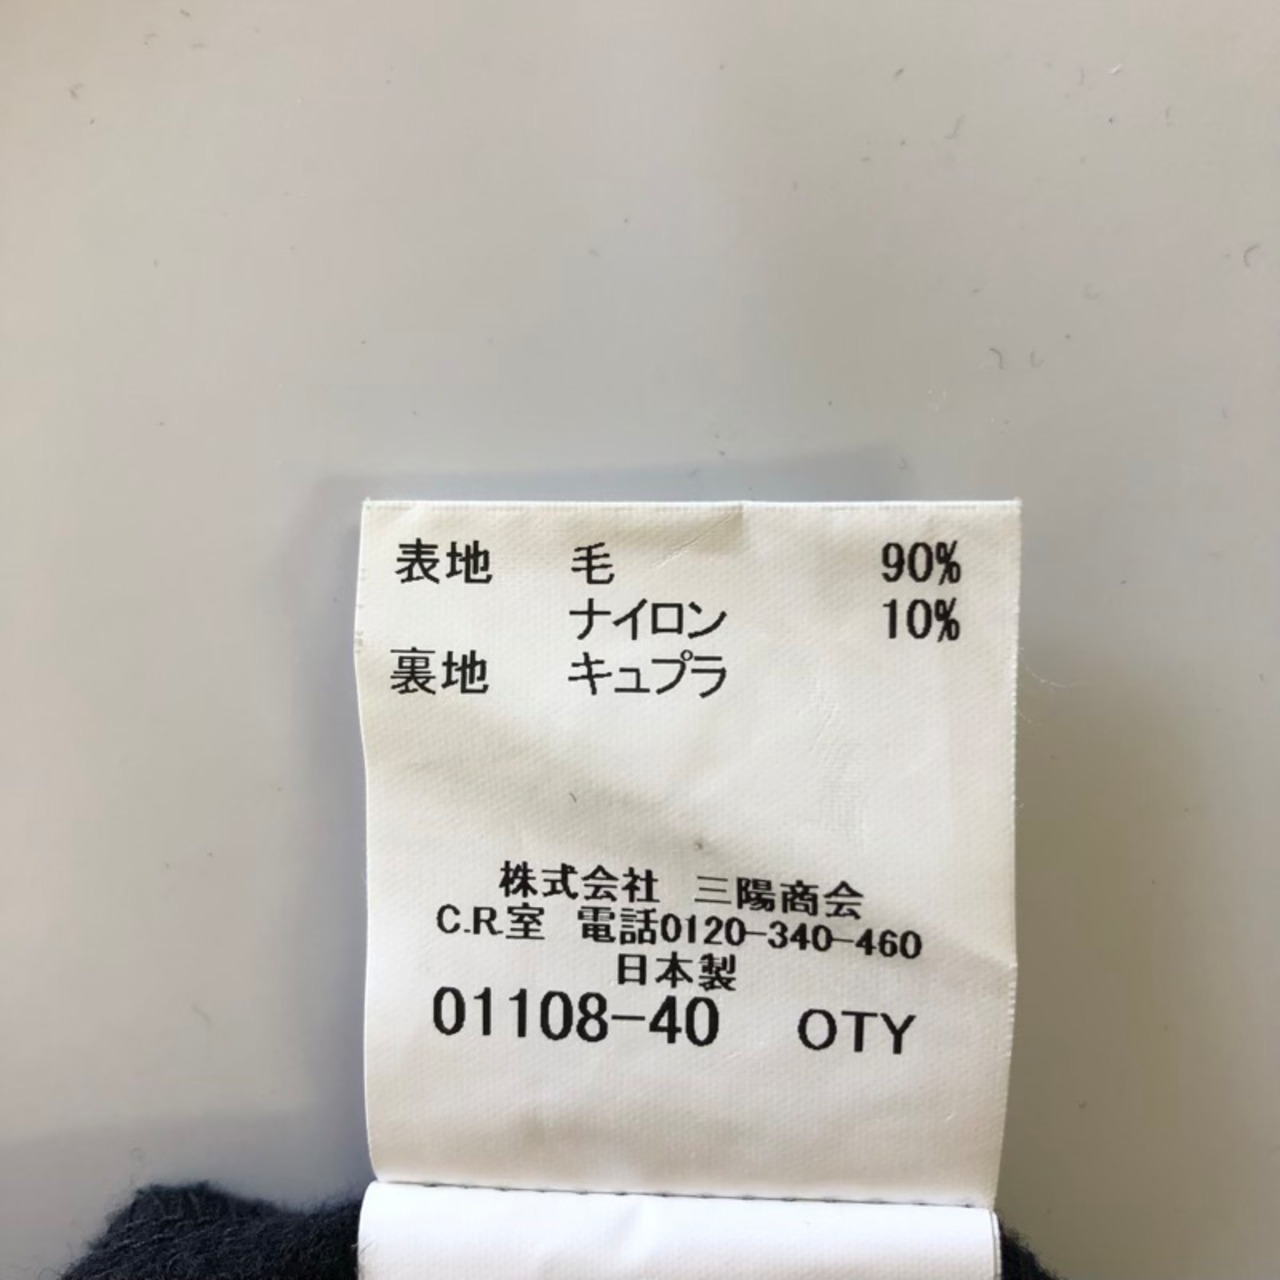 表地 毛 90%
ナイロン 10%
裏地 キュプラ
株式会社 三陽商会
C.R.室 電話0120-340-460
日本製
01108-40 OTY